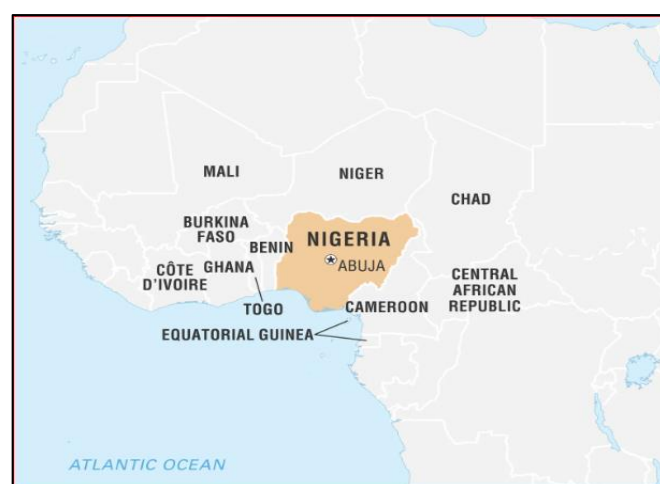 MALI
NIGER
CHAD
BURKINA
FASO
BENIN
NIGERIA
ABUJA
CÔTE
D'IVOIRE
GHANA
TOGO
CAMEROON
CENTRAL
AFRICAN
REPUBLIC
EQUATORIAL GUINEA
ATLANTIC OCEAN